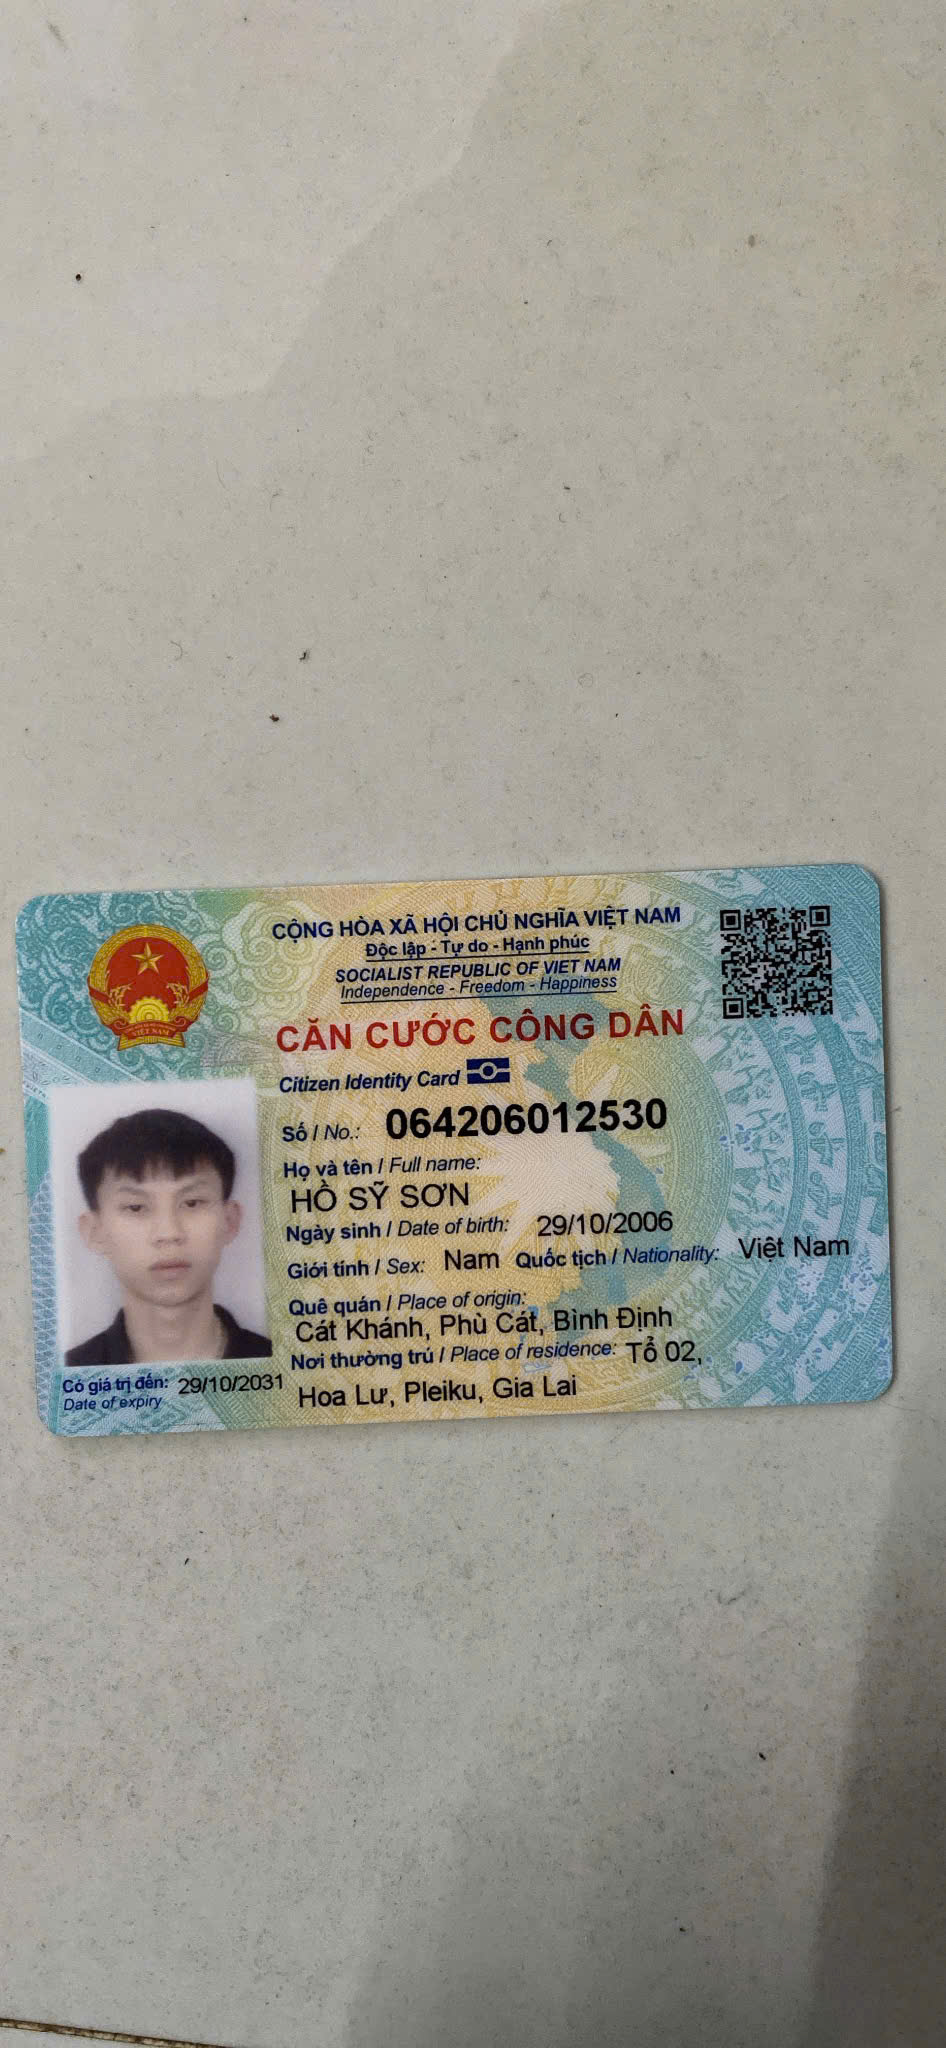 CỘNG HÒA XÃ HỘI CHỦ NGHĨA VIỆT NAM
Độc lập - Tự do - Hạnh phúc
SOCIALIST REPUBLIC OF VIET NAM
Independence - Freedom - Happiness
CĂN CƯỚC CÔNG DÂN
Citizen Identity Card
Số / No.: 064206012530
Họ và tên / Full name:
HỒ SỸ SƠN
Ngày sinh / Date of birth: 29/10/2006
Giới tính / Sex: Nam Quốc tịch / Nationality: Việt Nam
Quê quán / Place of origin:
Cát Khánh, Phù Cát, Bình Định
Nơi thường trú / Place of residence: Tổ 02,
Hoa Lư, Pleiku, Gia Lai
Có giá trị đến: 29/10/2031
Date of expiry
VIỆT NAM